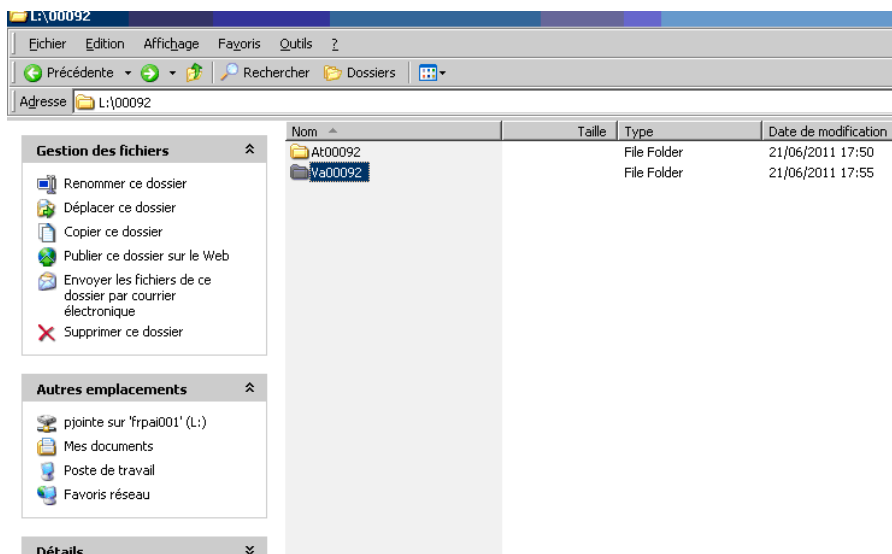 L:\00092
Fichier Edition Affichage Favoris Outils ?
Précédente Rechercher Dossiers
Adresse L:\00092
Nom Taille Type Date de modification
At00092 File Folder 21/06/2011 17:50
Va00092 File Folder 21/06/2011 17:55
Gestion des fichiers
Renommer ce dossier
Déplacer ce dossier
Copier ce dossier
Publier ce dossier sur le Web
Envoyer les fichiers de ce
dossier par courrier
électronique
Supprimer ce dossier
Autres emplacements
pjointe sur 'frpai001' (L:)
Mes documents
Poste de travail
Favoris réseau
Détails